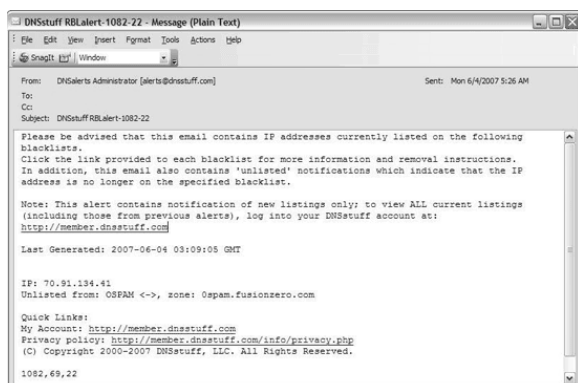 DNSstuff RBLalert-1082-22 - Message (Plain Text)
File Edit View Insert Format Tools Actions Help
SnagIt Window
From: DNSalerts Administrator [alerts@dnsstuff.com] Sent: Mon 6/4/2007 5:26 AM
To:
Cc:
Subject: DNSstuff RBLalert-1082-22
Please be advised that this email contains IP addresses currently listed on the following
blacklists.
Click the link provided to each blacklist for more information and removal instructions.
In addition, this email also contains 'unlisted' notifications which indicate that the IP
address is no longer on the specified blacklist.
Note: This alert contains notification of new listings only; to view ALL current listings
(including those from previous alerts), log into your DNSstuff account at:
http://member.dnsstuff.com
Last Generated: 2007-06-04 03:09:05 GMT
IP: 70.91.134.41
Unlisted from: OSPAM <->, zone: 0spam.fusionzero.com
Quick Links:
My Account: http://member.dnsstuff.com
Privacy policy: http://member.dnsstuff.com/info/privacy.php
(C) Copyright 2000-2007 DNSstuff, LLC. All Rights Reserved.
1082,69,22